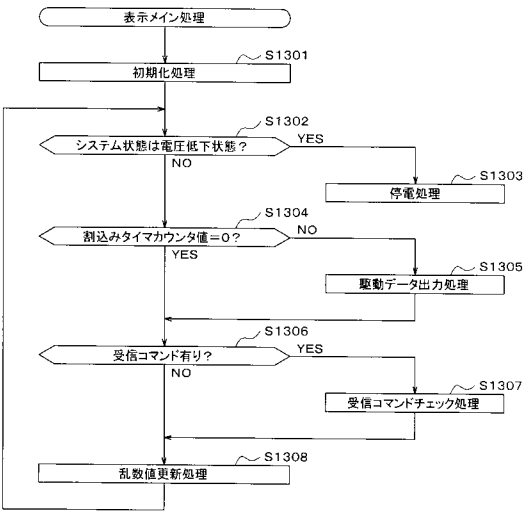 表示メイン処理
S1301
初期化処理
S1302
システム状態は電圧低下状態?
YES
NO
S1303
停電処理
S1304
割込みタイマカウンタ値=0?
NO
YES
S1305
駆動データ出力処理
S1306
受信コマンド有り?
YES
NO
S1307
受信コマンドチェック処理
S1308
乱数値更新処理